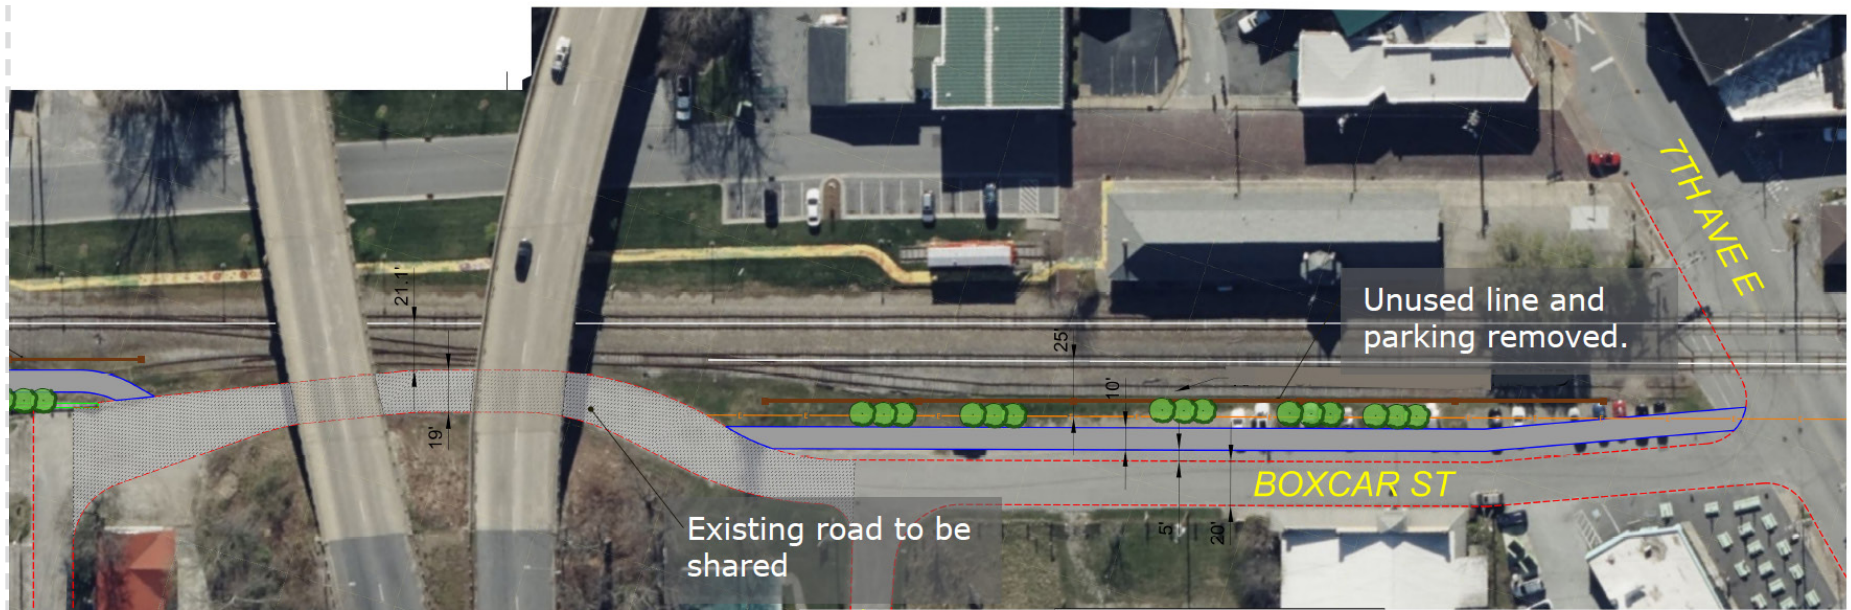 7TH AVE E
21.1'
Unused line and
parking removed.
25'
10'
19'
BOXCAR ST
Existing road to be
shared
5'
20'